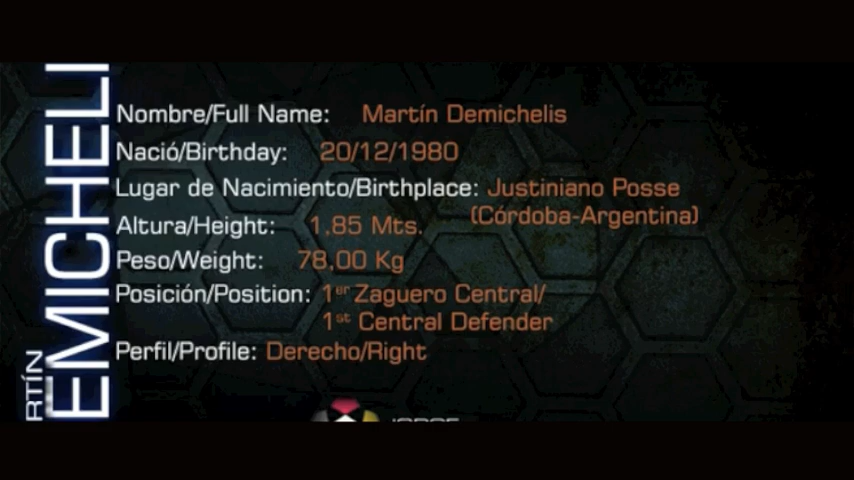 Nombre/Full Name: Martín Demichelis
Nació/Birthday: 20/12/1980
Lugar de Nacimiento/Birthplace: Justiniano Posse
(Córdoba-Argentina)
Altura/Height: 1.85 Mts.
Peso/Weight: 78,00 Kg
Posición/Position: 1er Zaguero Central/
1st Central Defender
Perfil/Profile: Derecho/Right
RTÍN
EMICHELI